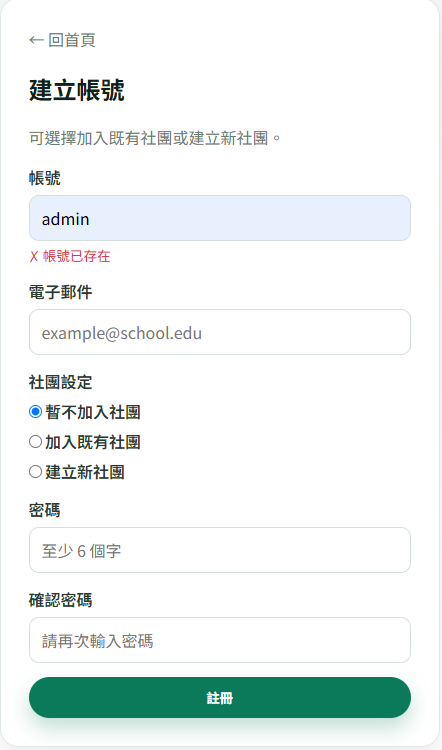 ← 回首頁
建立帳號
可選擇加入既有社團或建立新社團。
帳號
admin
✗ 帳號已存在
電子郵件
example@school.edu
社團設定
暫不加入社團
加入既有社團
建立新社團
密碼
至少 6 個字
確認密碼
請再次輸入密碼
註冊